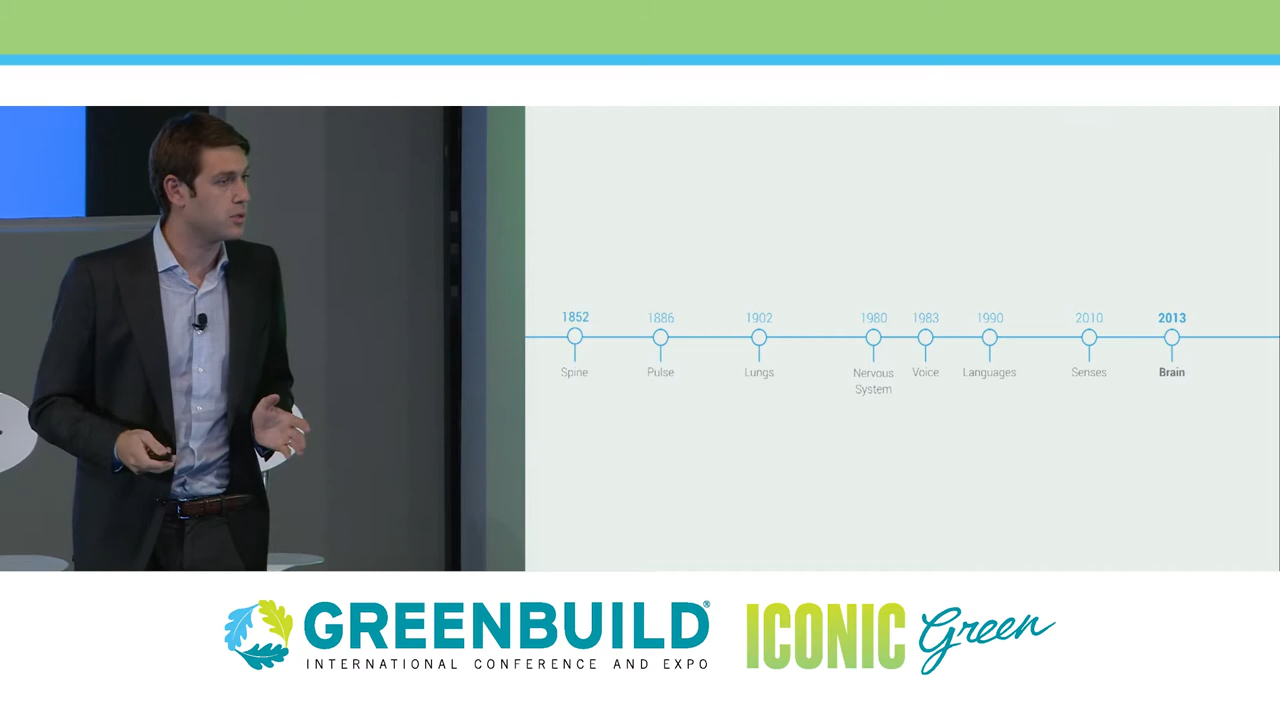 1852 1886 1902 1980 1983 1990 2010 2013
Spine Pulse Lungs Nervous System Voice Languages Senses Brain
GREENBUILD®
INTERNATIONAL CONFERENCE AND EXPO
ICONIC Green